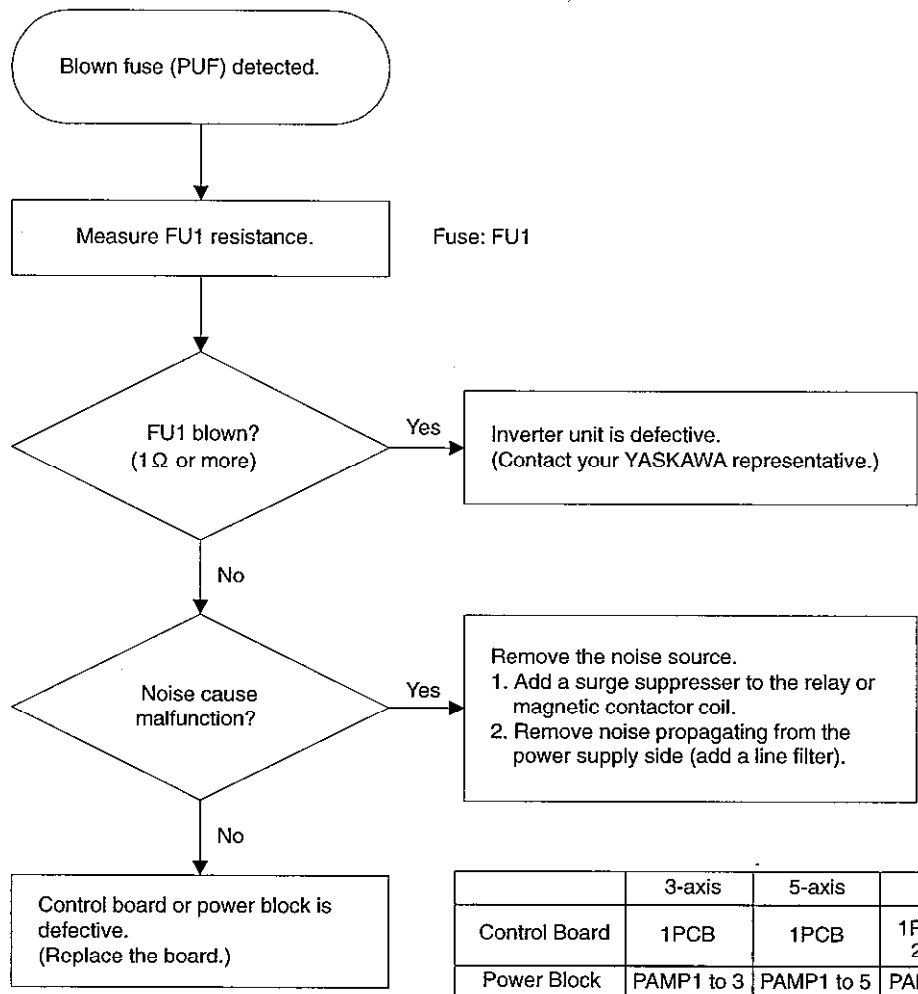 Blown fuse (PUF) detected.
Measure FU1 resistance.
Fuse: FU1
FU1 blown?
(1Ω or more)
Yes
Inverter unit is defective.
(Contact your YASKAWA representative.)
No
Noise cause
malfunction?
Yes
Remove the noise source.
1. Add a surge suppresser to the relay or
magnetic contactor coil.
2. Remove noise propagating from the
power supply side (add a line filter).
No
Control board or power block is
defective.
(Replace the board.)
3-axis 5-axis
Control Board 1PCB 1PCB
Power Block PAMP1 to 3 PAMP1 to 5